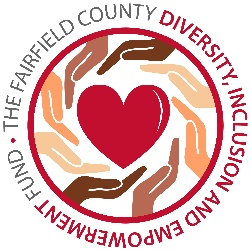 THE FAIRFIELD COUNTY DIVERSITY, INCLUSION AND EMPOWERMENT FUND •